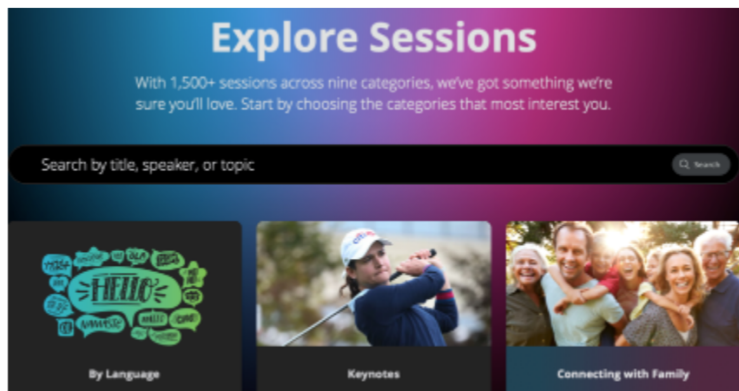 Explore Sessions
With 1,500+ sessions across nine categories, we've got something we're
sure you'll love. Start by choosing the categories that most interest you.
Search by title, speaker, or topic
Search
HELLO
NAMASTE
By Language
Keynotes
Connecting with Family